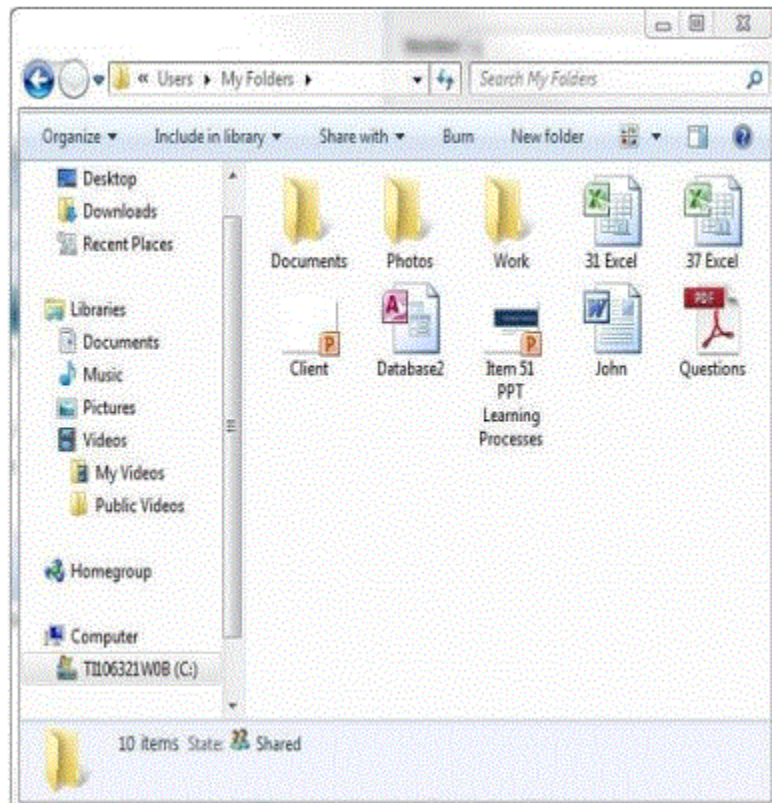 « Users ▸ My Folders ▸
Search My Folders
Organize ▾ Include in library ▾ Share with ▾ Burn New folder
Desktop
Downloads
Recent Places
Libraries
Documents
Music
Pictures
Videos
My Videos
Public Videos
Homegroup
Computer
TI106321W0B (C:)
Documents
Photos
Work
31 Excel
37 Excel
Client
Database2
Item 51
PPT
Learning
Processes
John
PDF
Questions
10 items State: Shared